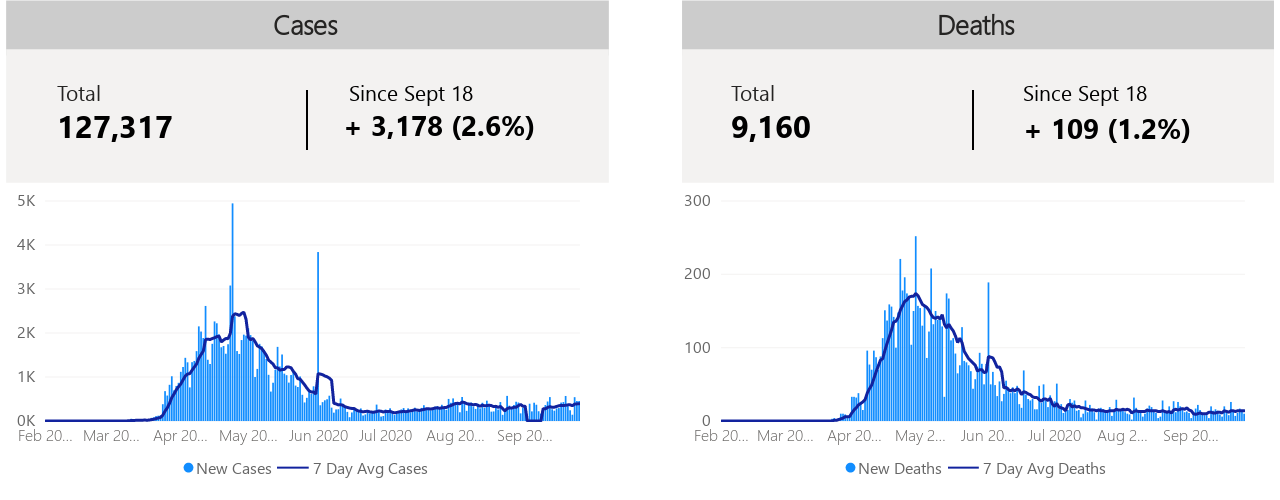 Cases
Total
127,317
Since Sept 18
+ 3,178 (2.6%)
5K
4K
3K
2K
1K
0K
Feb 20... Mar 20... Apr 20... May 20... Jun 2020 Jul 2020 Aug 20... Sep 20...
New Cases 7 Day Avg Cases
Deaths
Total
9,160
Since Sept 18
+ 109 (1.2%)
300
200
100
0
Feb 20... Mar 20... Apr 20... May 2... Jun 20... Jul 2020 Aug 2... Sep 20...
New Deaths 7 Day Avg Deaths